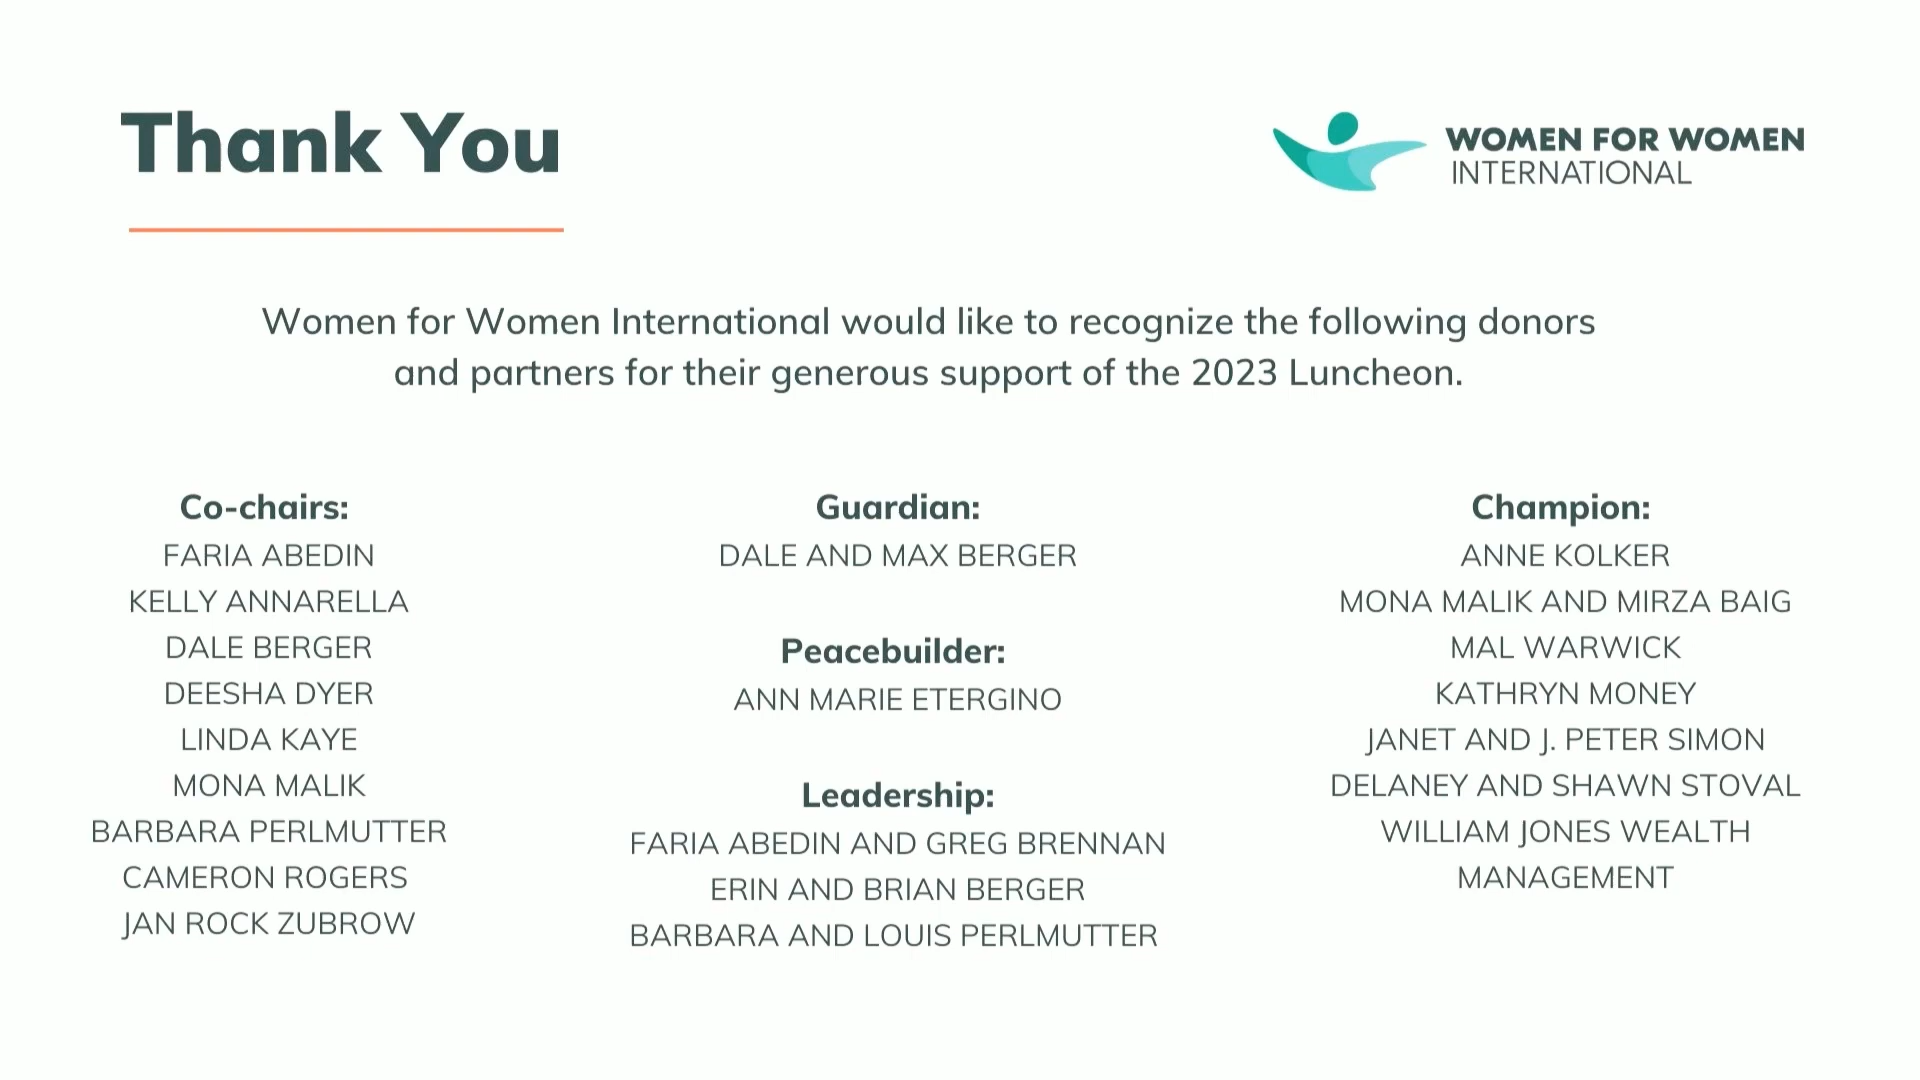 Thank You
WOMEN FOR WOMEN
INTERNATIONAL
Women for Women International would like to recognize the following donors
and partners for their generous support of the 2023 Luncheon.
Co-chairs:
FARIA ABEDIN
KELLY ANNARELLA
DALE BERGER
DEESHA DYER
LINDA KAYE
MONA MALIK
BARBARA PERLMUTTER
CAMERON ROGERS
JAN ROCK ZUBROW
Guardian:
DALE AND MAX BERGER
Peacebuilder:
ANN MARIE ETERGINO
Leadership:
FARIA ABEDIN AND GREG BRENNAN
ERIN AND BRIAN BERGER
BARBARA AND LOUIS PERLMUTTER
Champion:
ANNE KOLKER
MONA MALIK AND MIRZA BAIG
MAL WARWICK
KATHRYN MONEY
JANET AND J. PETER SIMON
DELANEY AND SHAWN STOVAL
WILLIAM JONES WEALTH
MANAGEMENT